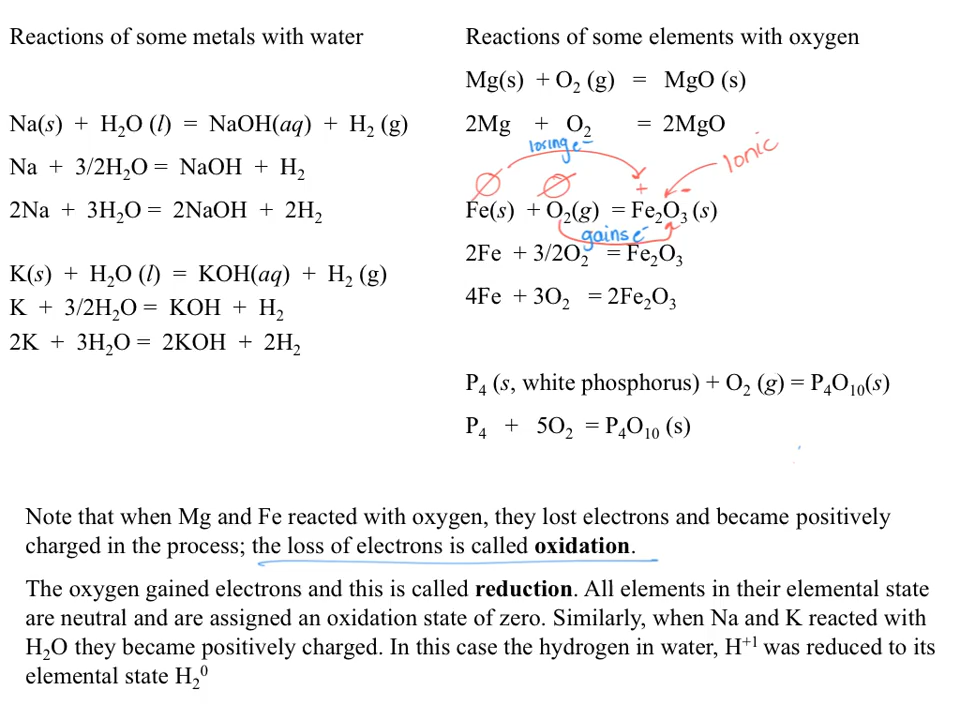 Reactions of some metals with water
Na(s) + H₂O (l) = NaOH(aq) + H₂ (g)
Na + 3/2H₂O = NaOH + H₂
2Na + 3H₂O = 2NaOH + 2H₂
K(s) + H₂O (l) = KOH(aq) + H₂ (g)
K + 3/2H₂O = KOH + H₂
2K + 3H₂O = 2KOH + 2H₂
Reactions of some elements with oxygen
Mg(s) + O₂ (g) = MgO (s)
2Mg + O₂ = 2MgO
losing e⁻
Ionic
∅ ∅ + -
Fe(s) + O₂(g) = Fe₂O₃ (s)
gains e⁻
2Fe + 3/2O₂ = Fe₂O₃
4Fe + 3O₂ = 2Fe₂O₃
P₄ (s, white phosphorus) + O₂ (g) = P₄O₁₀(s)
P₄ + 5O₂ = P₄O₁₀ (s)
Note that when Mg and Fe reacted with oxygen, they lost electrons and became positively
charged in the process; the loss of electrons is called oxidation.
The oxygen gained electrons and this is called reduction. All elements in their elemental state
are neutral and are assigned an oxidation state of zero. Similarly, when Na and K reacted with
H₂O they became positively charged. In this case the hydrogen in water, H⁺¹ was reduced to its
elemental state H₂⁰